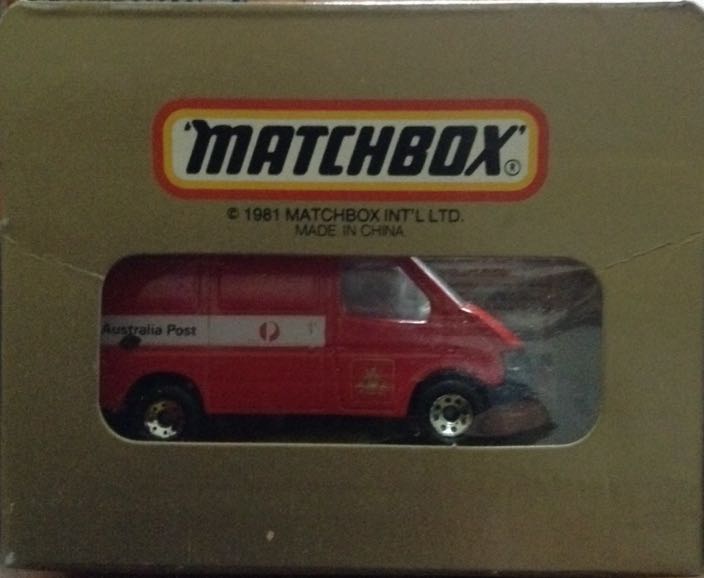 'MATCHBOX'®
© 1981 MATCHBOX INT'L LTD.
MADE IN CHINA
Australia Post